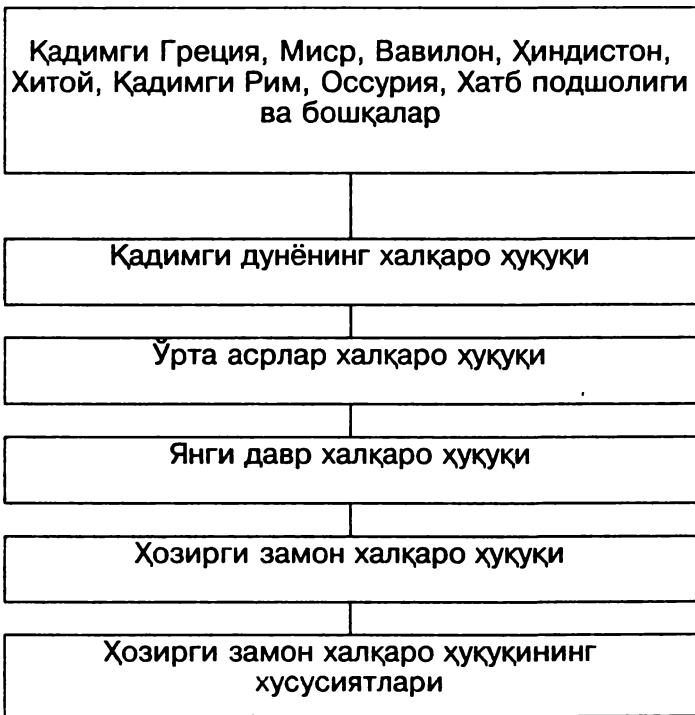 Қадимги Греция, Миср, Вавилон, Ҳиндистон,
Хитой, Қадимги Рим, Оссурия, Хатб подшолиги
ва бошқалар
Қадимги дунёнинг халқаро ҳуқуқи
Ўрта асрлар халқаро ҳуқуқи
Янги давр халқаро ҳуқуқи
Ҳозирги замон халқаро ҳуқуқи
Ҳозирги замон халқаро ҳуқуқининг
хусусиятлари